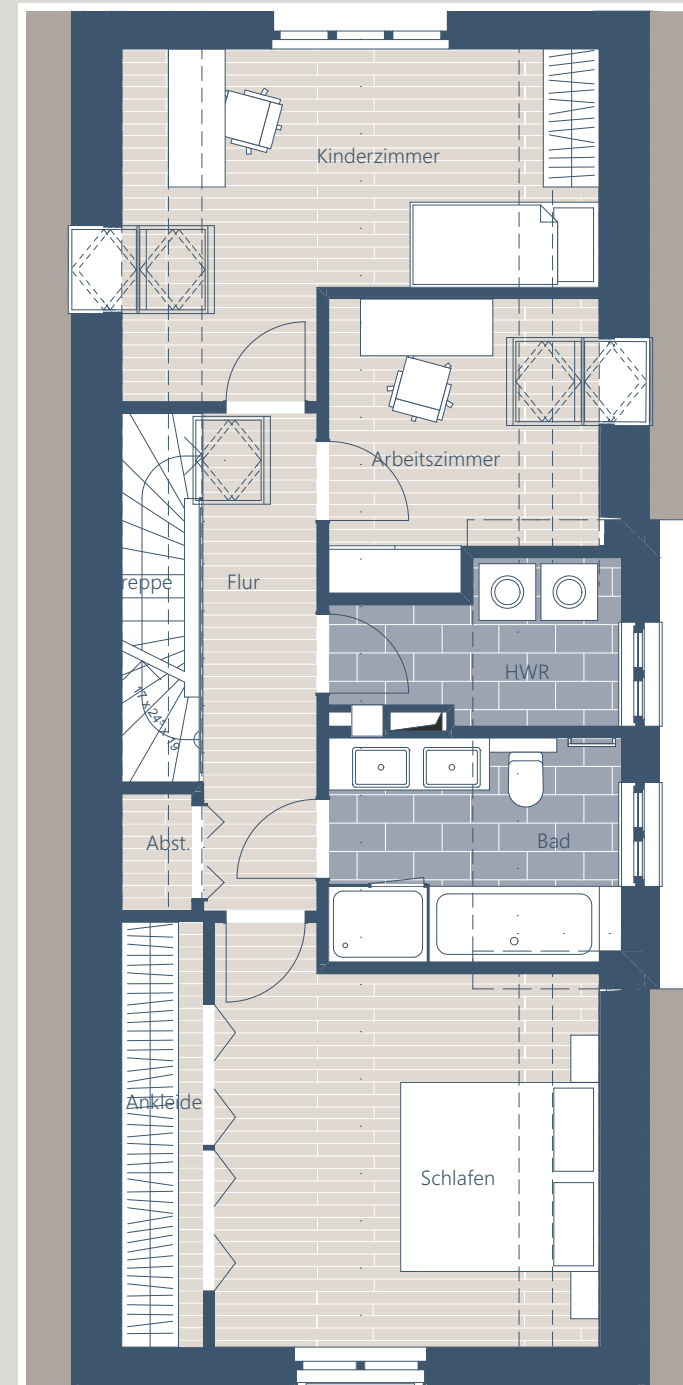 Kinderzimmer
Arbeitszimmer
reppe
Flur
HWR
Abst.
Bad
Ankleide
Schlafen